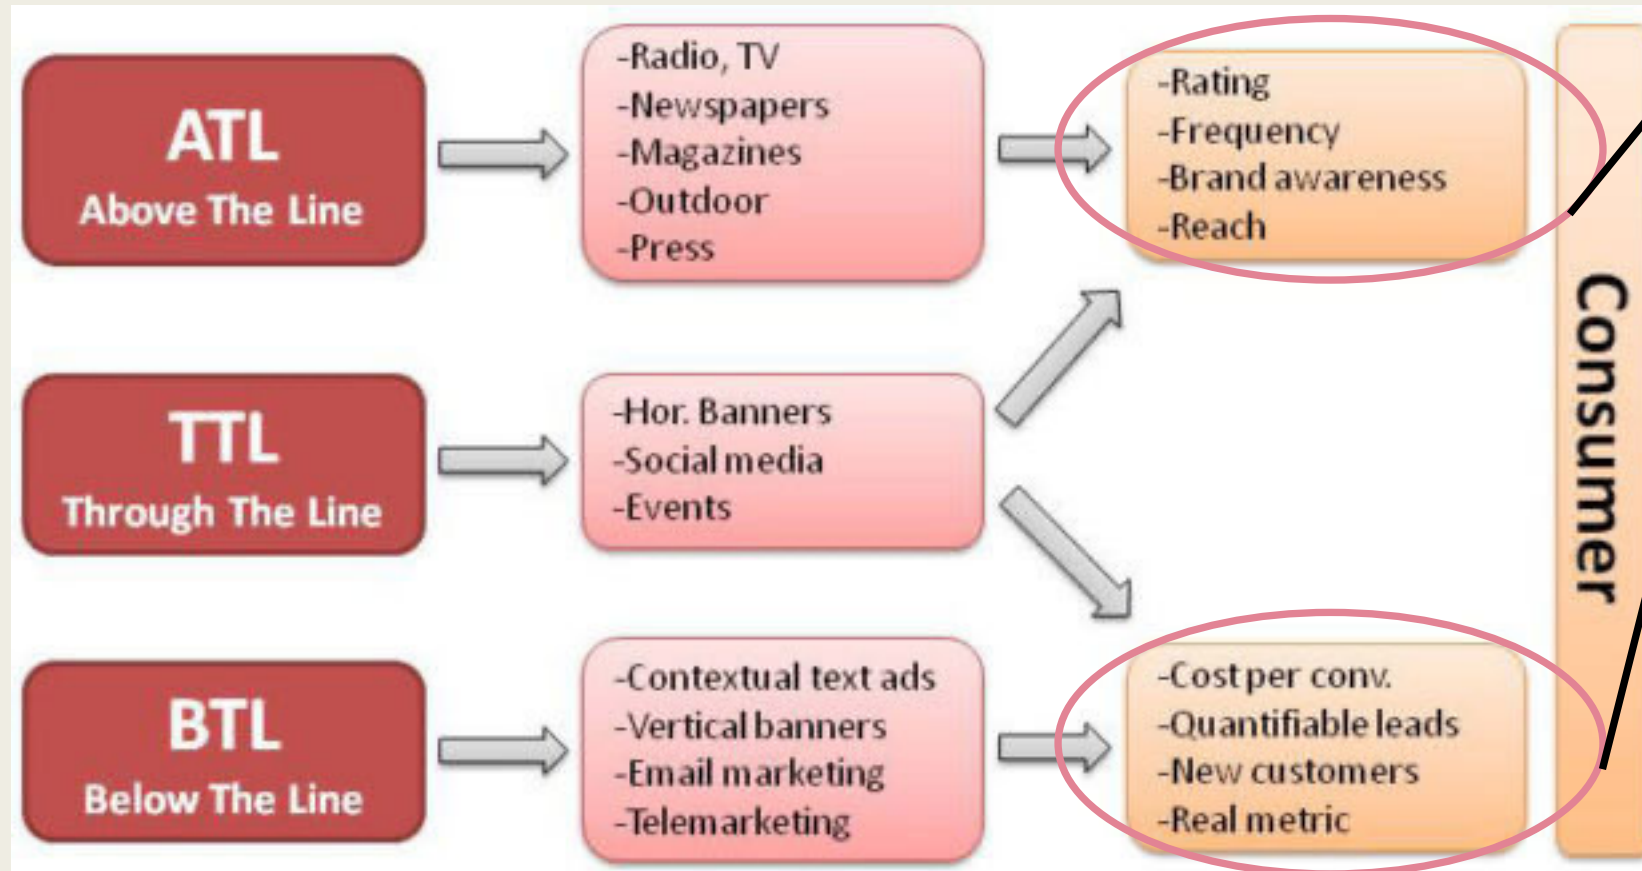 ATL
Above The Line
-Radio, TV
-Newspapers
-Magazines
-Outdoor
-Press
-Rating
-Frequency
-Brand awareness
-Reach
TTL
Through The Line
-Hor. Banners
-Social media
-Events
BTL
Below The Line
-Contextual text ads
-Vertical banners
-Email marketing
-Telemarketing
-Cost per conv.
-Quantifiable leads
-New customers
-Real metric
Consumer